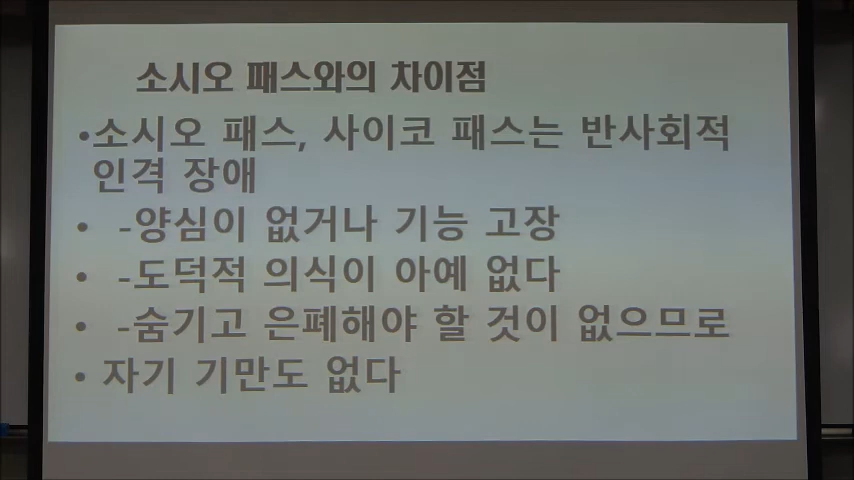 소시오 패스와의 차이점
•소시오 패스, 사이코 패스는 반사회적
인격 장애
• -양심이 없거나 기능 고장
• -도덕적 의식이 아예 없다
• -숨기고 은폐해야 할 것이 없으므로
• 자기 기만도 없다